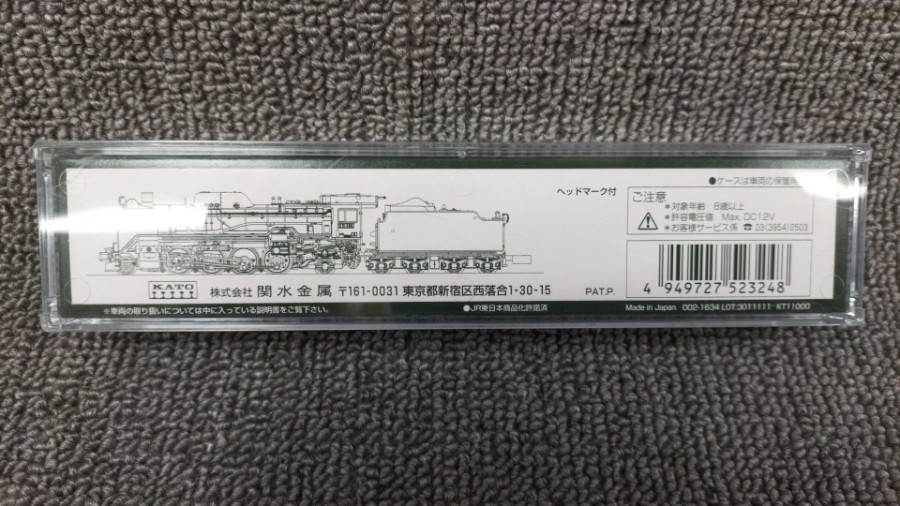 ヘッドマーク付
●ケースは車両の保管用
ご注意
＊対象年齢 8歳以上
＊許容電圧値 Max. DC12V
＊お客様サービス係 ☎ 03(3954)2503
KATO
株式会社 関水金属 〒161-0031 東京都新宿区西落合1-30-15
PAT.P.
4 949727 523248
※車両の取り扱いについては中に入っている説明書をご覧下さい。
●JR東日本商品化許諾済
Made in Japan 002-1634 LOT:3011111 KT11000